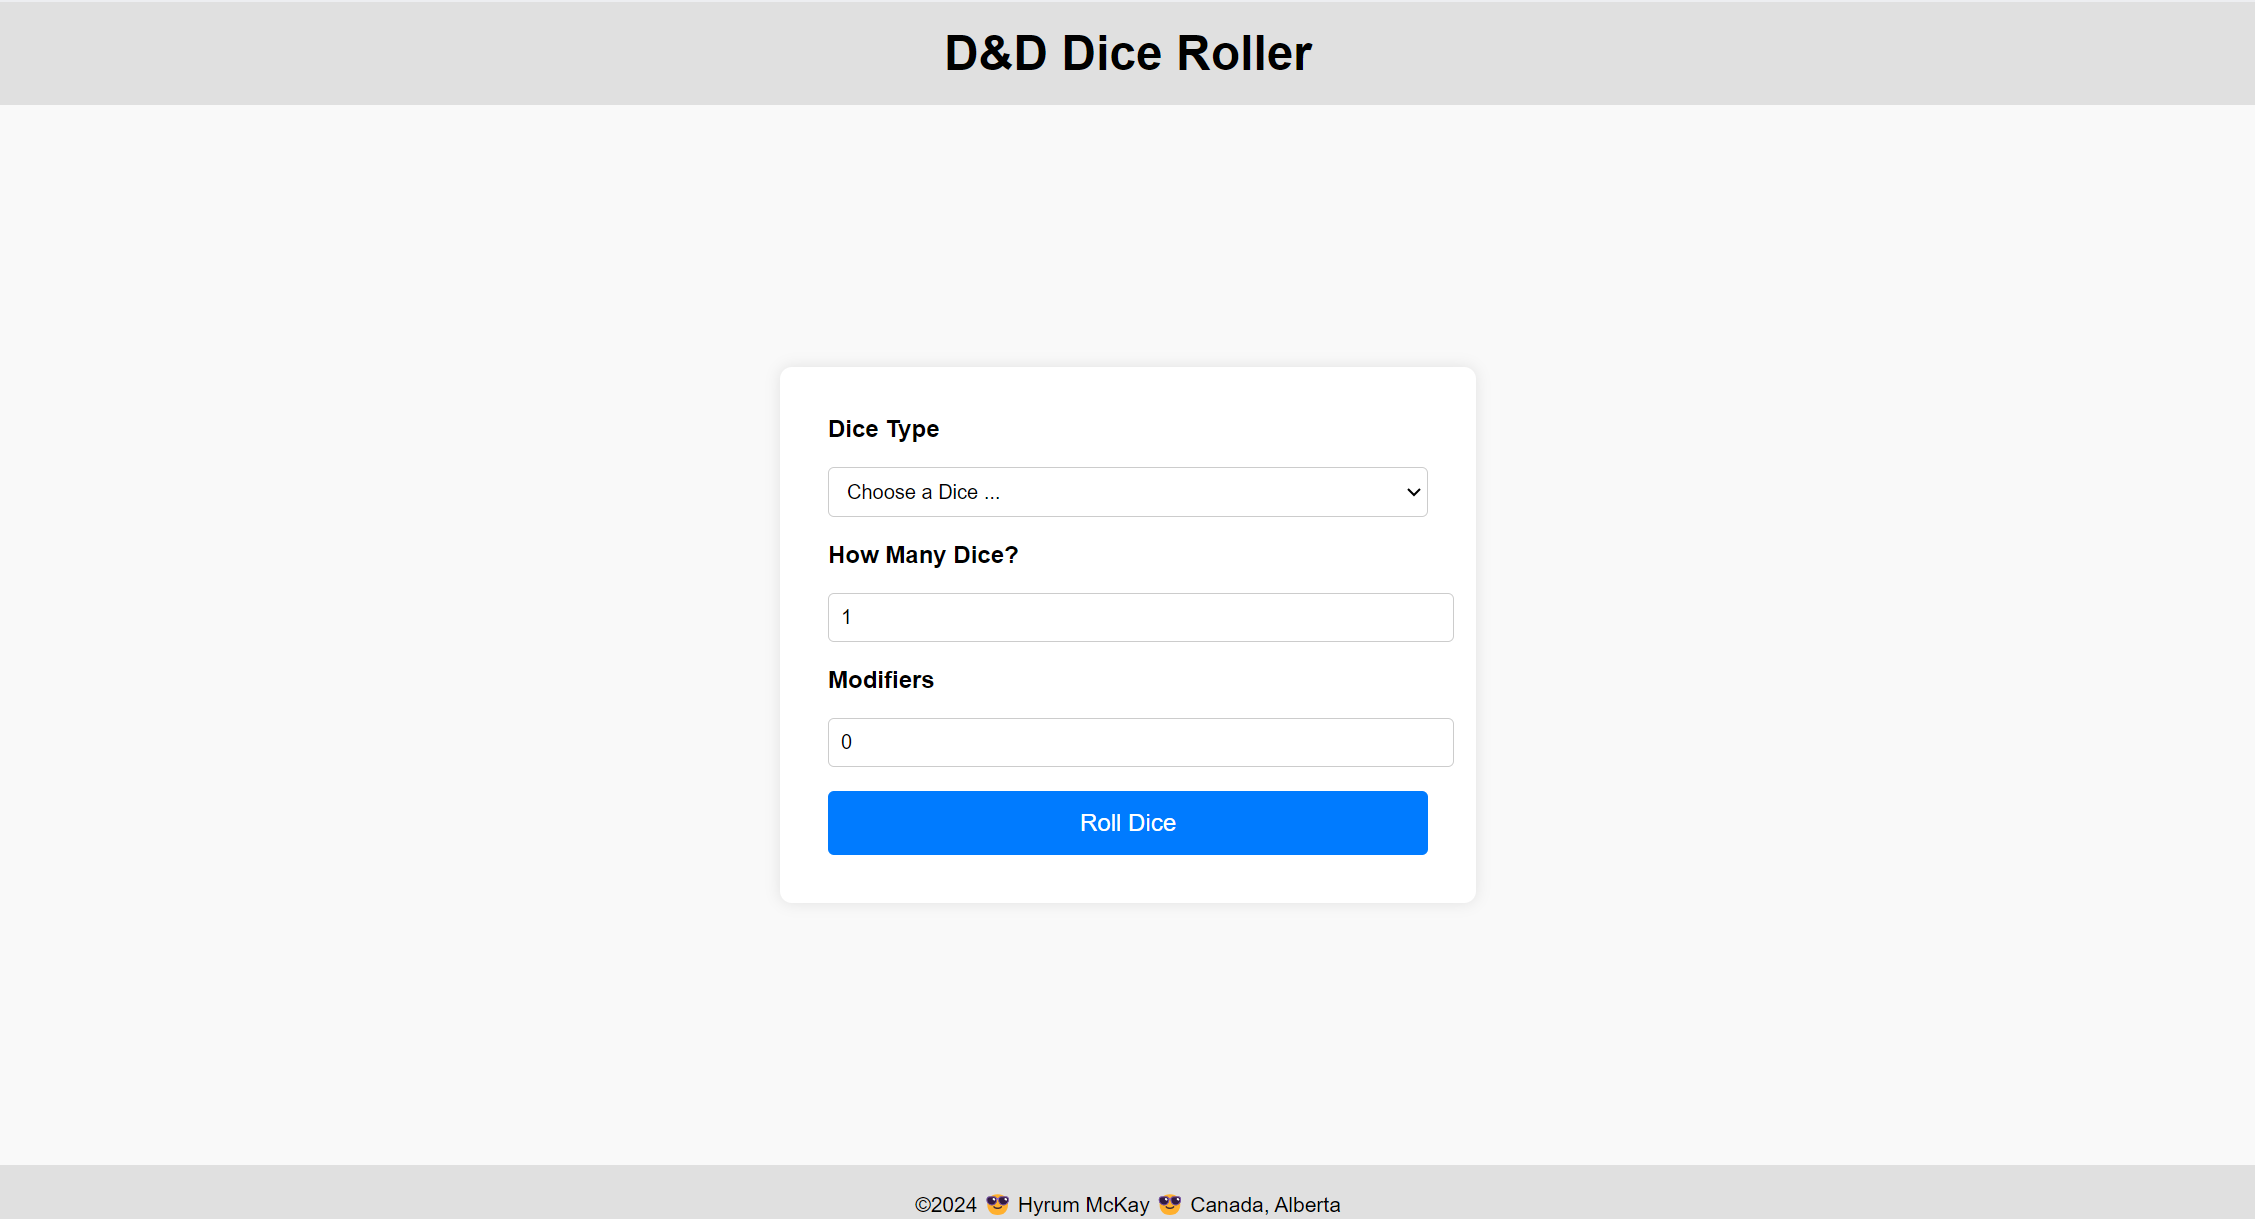 D&D Dice Roller
Dice Type
Choose a Dice ...
How Many Dice?
1
Modifiers
0
Roll Dice
©2024 😎 Hyrum McKay 😎 Canada, Alberta